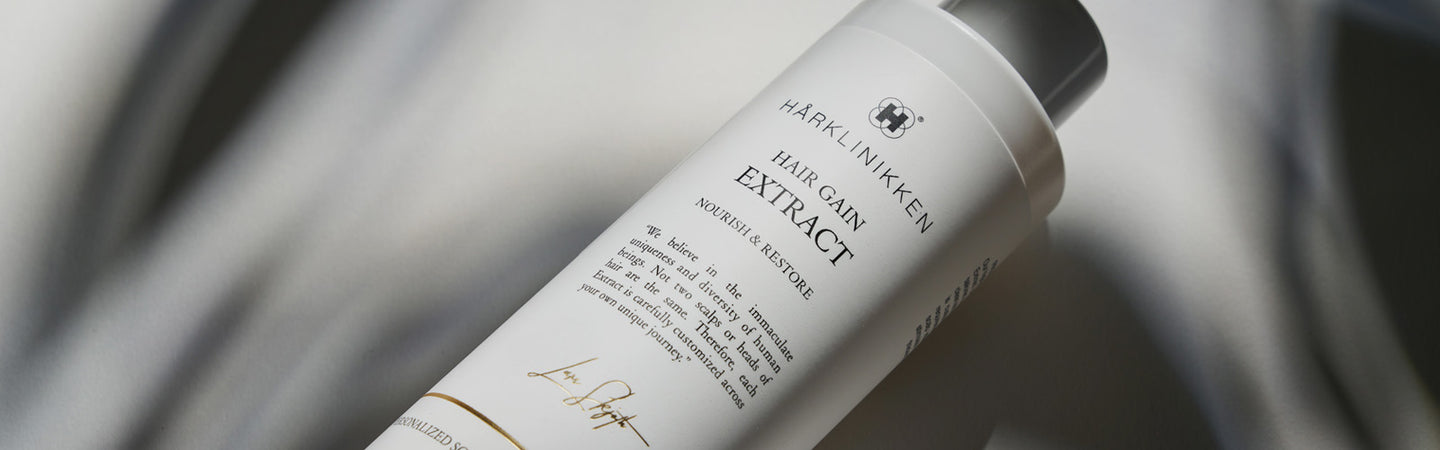 H
®
HÅRKLINIKKEN
HAIR GAIN
EXTRACT
NOURISH & RESTORE
"We believe in the immaculate
uniqueness and diversity of human
beings. Not two scalps or heads of
hair are the same. Therefore, each
Extract is carefully customized across
your own unique journey."
Lars Skjøth